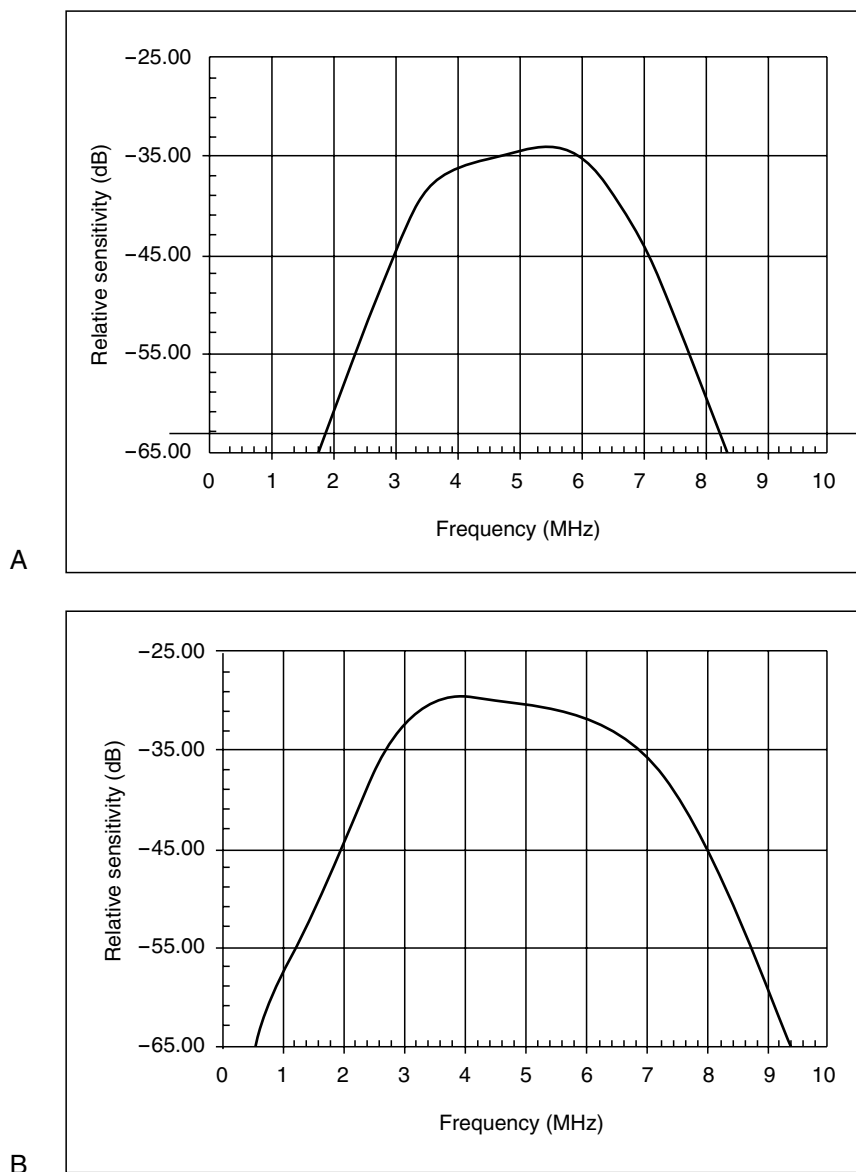 −25.00
−35.00
−45.00
−55.00
−65.00
Relative sensitivity (dB)
0 1 2 3 4 5 6 7 8 9 10
Frequency (MHz)
A
−25.00
−35.00
−45.00
−55.00
−65.00
Relative sensitivity (dB)
0 1 2 3 4 5 6 7 8 9 10
Frequency (MHz)
B